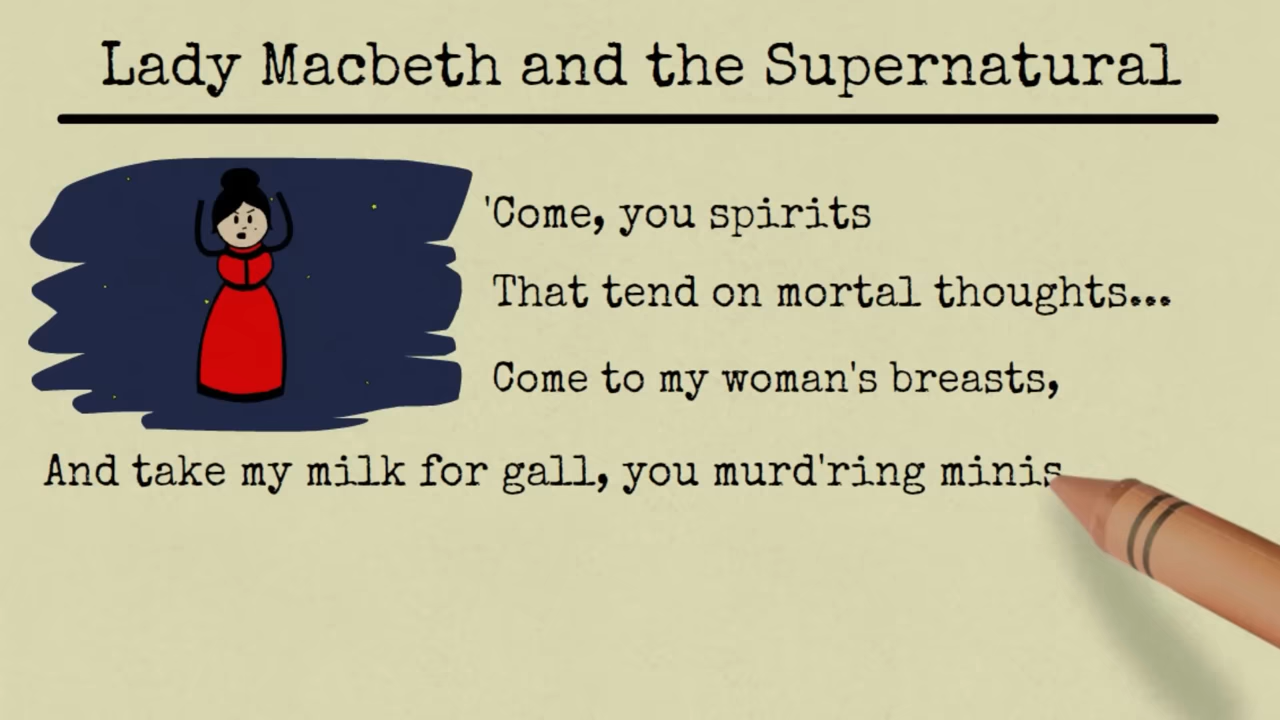 Lady Macbeth and the Supernatural
'Come, you spirits
That tend on mortal thoughts...
Come to my woman's breasts,
And take my milk for gall, you murd'ring minis